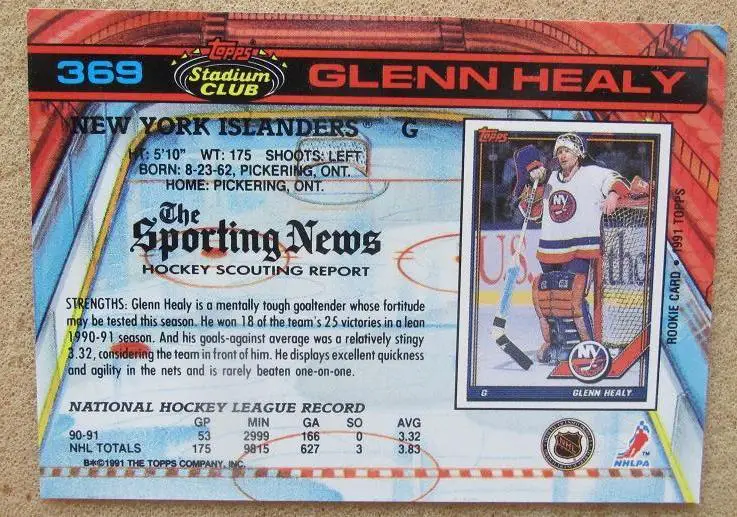 369
Topps
Stadium
CLUB
GLENN HEALY
NEW YORK ISLANDERS® G
HT: 5'10" WT: 175 SHOOTS: LEFT
BORN: 8-23-62, PICKERING, ONT.
HOME: PICKERING, ONT.
The
Sporting News
HOCKEY SCOUTING REPORT
STRENGTHS: Glenn Healy is a mentally tough goaltender whose fortitude
may be tested this season. He won 18 of the team's 25 victories in a lean
1990-91 season. And his goals-against average was a relatively stingy
3.32, considering the team in front of him. He displays excellent quickness
and agility in the nets and is rarely beaten one-on-one.
NATIONAL HOCKEY LEAGUE RECORD
GP MIN GA SO AVG
90-91 53 2999 166 0 3.32
NHL TOTALS 175 9815 627 3 3.83
B*©1991 THE TOPPS COMPANY, INC.
Topps
NY
NY
G GLENN HEALY
ROOKIE CARD • 1991 TOPPS
NHL
NHLPA
TM